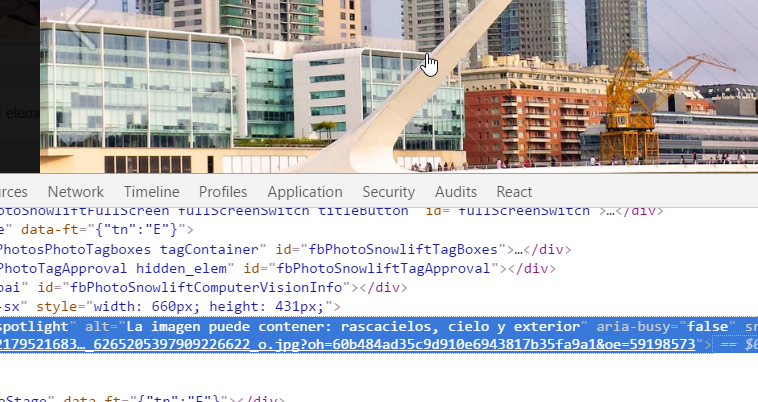 elem
rces Network Timeline Profiles Application Security Audits React
otoSnowliftFullScreen fullScreenSwitch titleButton" id="fullScreenSwitch">…</div>
e" data-ft="{"tn":"E"}">
PhotosPhotoTagboxes tagContainer" id="fbPhotoSnowliftTagBoxes">…</div>
PhotoTagApproval hidden_elem" id="fbPhotoSnowliftTagApproval"></div>
pai" id="fbPhotoSnowliftComputerVisionInfo"></div>
-sx" style="width: 660px; height: 431px;">
spotlight" alt="La imagen puede contener: rascacielos, cielo y exterior" aria-busy="false" sr
2179521683…_6265205397909226622_o.jpg?oh=60b484ad35c9d910e6943817b35fa9a1&oe=59198573"> == $0
oStage" data-ft="{"tn":"E"}"></div>